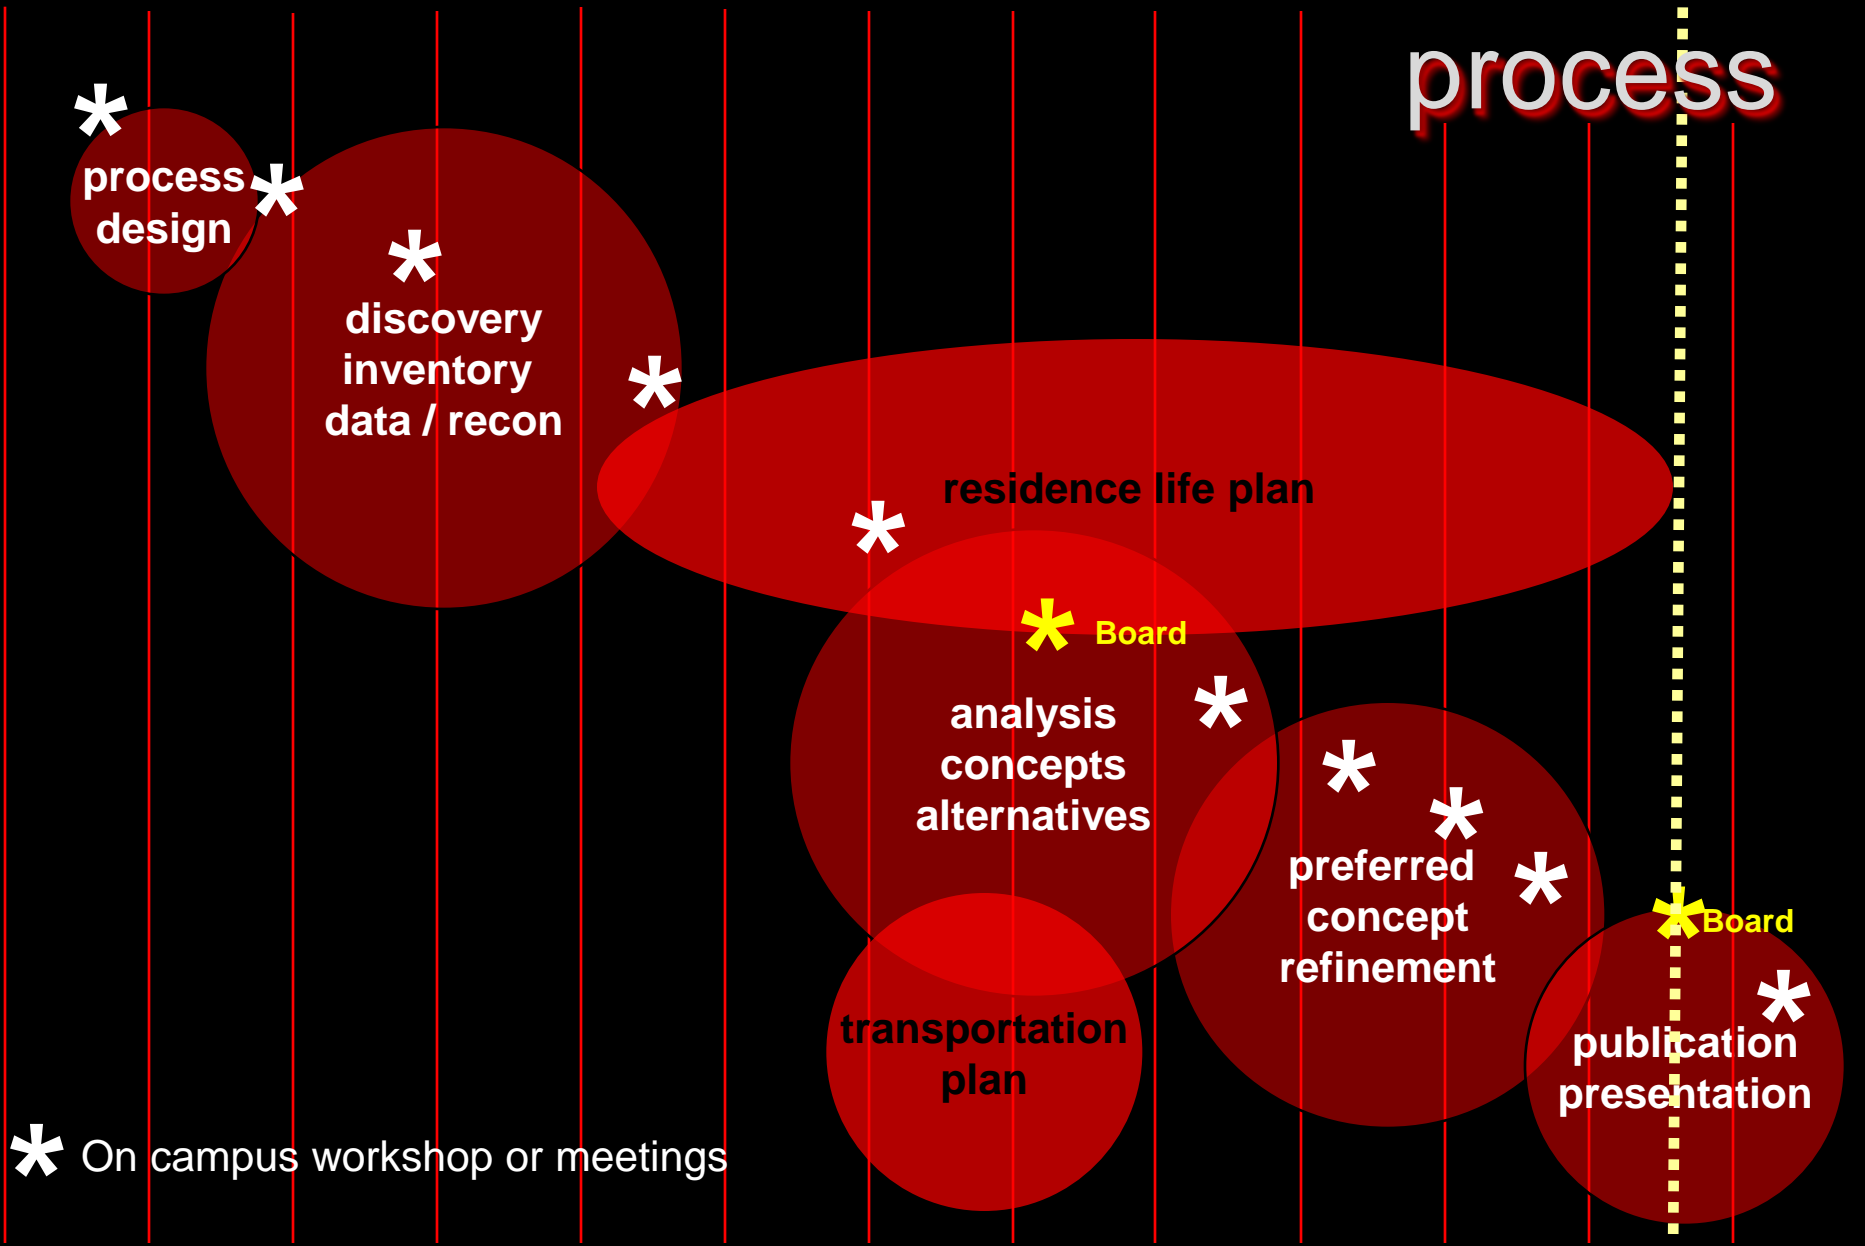 process
*
process
design
*
*
discovery
inventory
data / recon
*
residence life plan
*
* Board
analysis
concepts
alternatives
*
*
*
*
preferred
concept
refinement
* Board
*
publication
presentation
transportation
plan
* On campus workshop or meetings